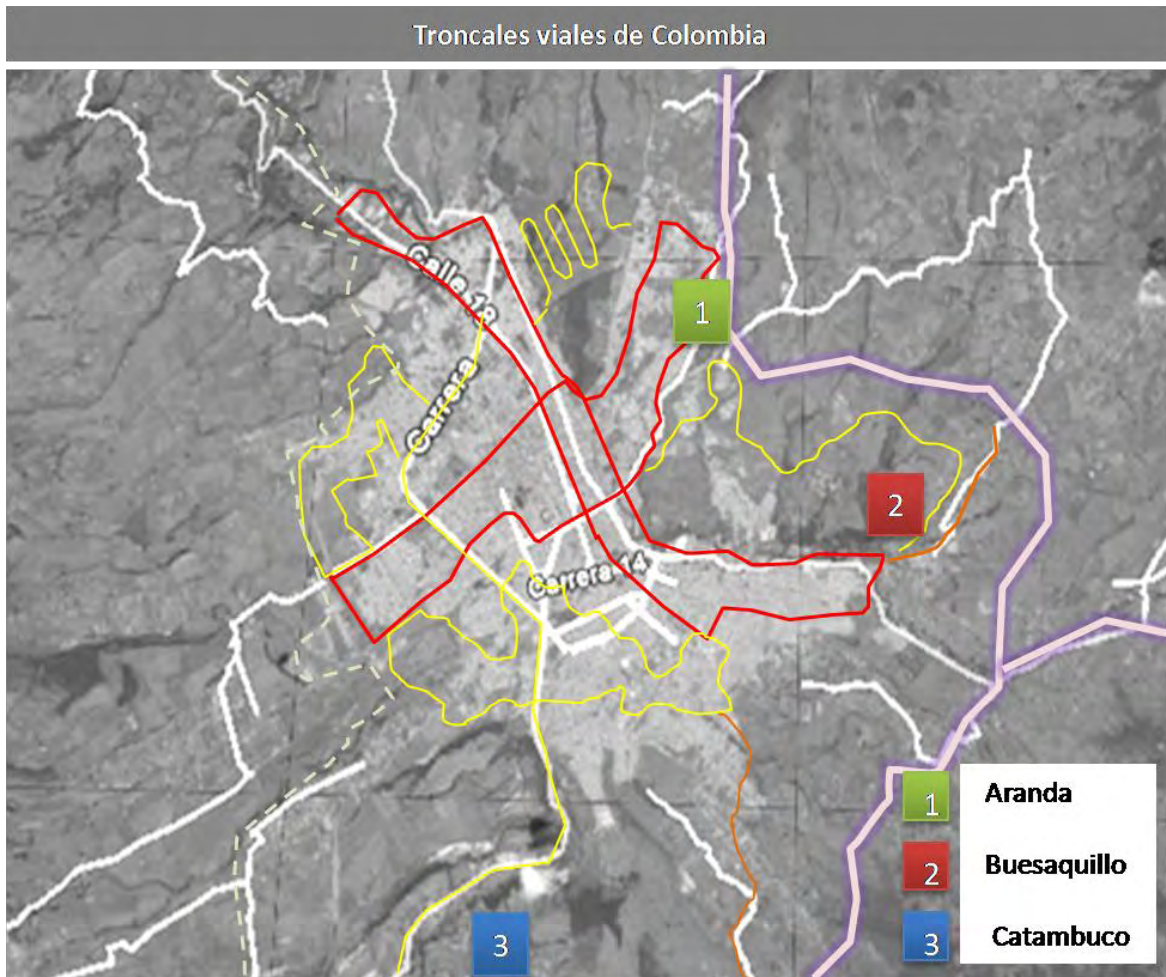 Troncales viales de Colombia
Calle 18
1
Carrera
2
Carrera 14
1 Aranda
2 Buesaquillo
3 Catambuco
3